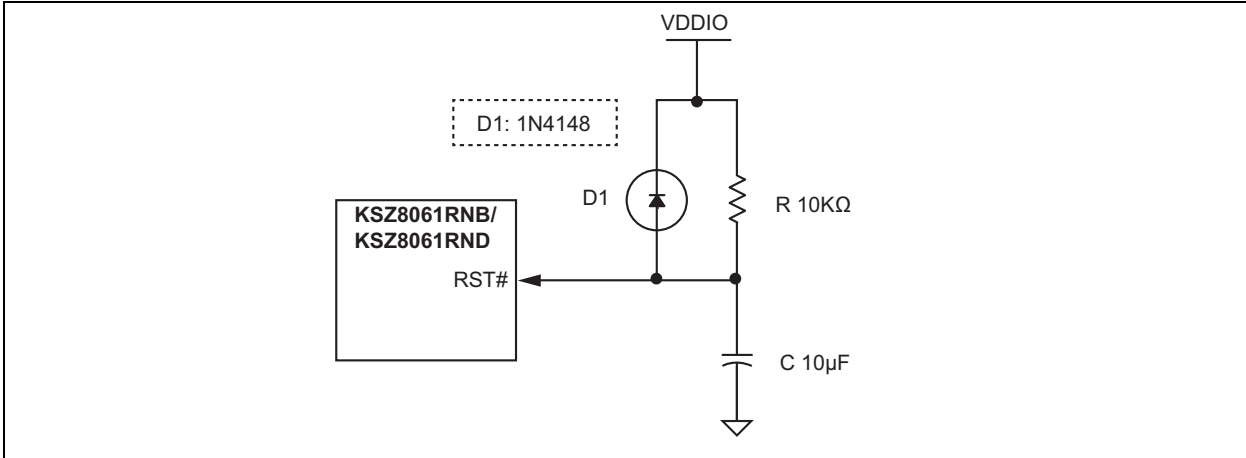 VDDIO
D1: 1N4148
D1
R 10KΩ
KSZ8061RNB/
KSZ8061RND
RST#
C 10µF